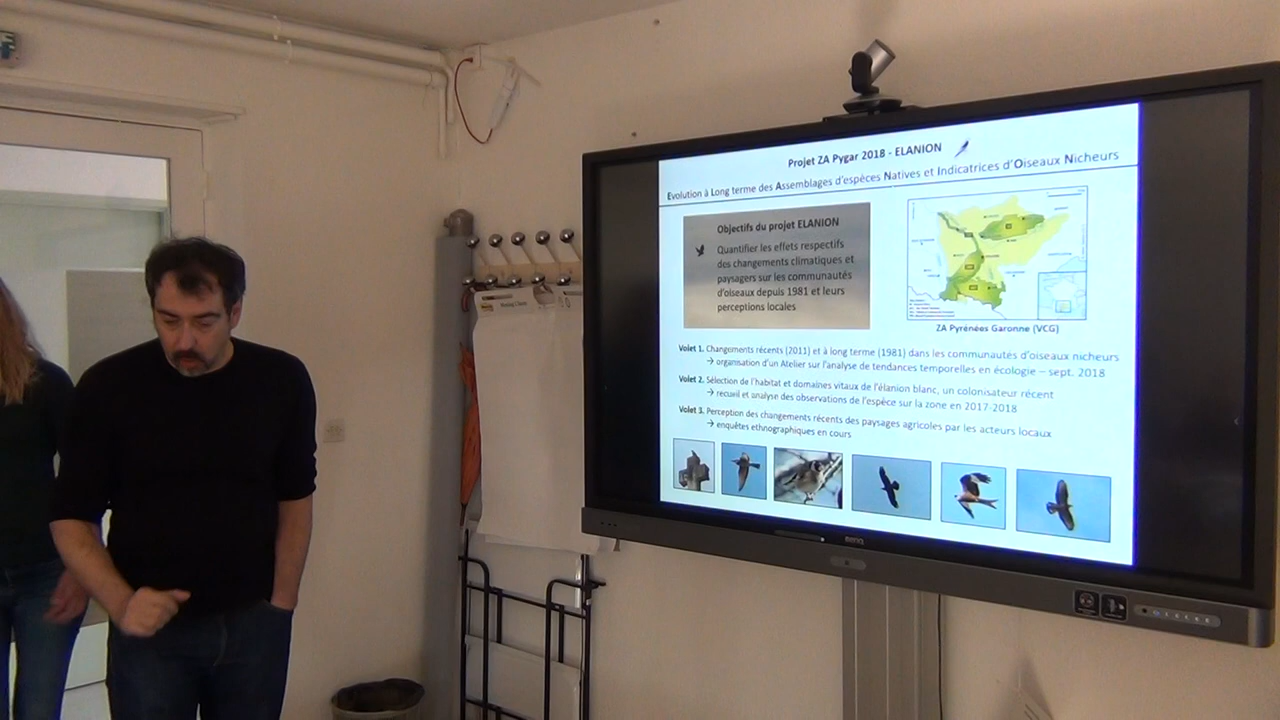 Projet ZA Pygar 2018 - ELANION
Evolution à Long terme des Assemblages d'espèces Natives et Indicatrices d'Oiseaux Nicheurs
Objectifs du projet ELANION
Quantifier les effets respectifs
des changements climatiques et
paysagers sur les communautés
d'oiseaux depuis 1981 et leurs
perceptions locales
ZA Pyrénées Garonne (VCG)
Volet 1. Changements récents (2011) et à long terme (1981) dans les communautés d'oiseaux nicheurs
→ organisation d'un Atelier sur l'analyse de tendances temporelles en écologie – sept. 2018
Volet 2. Sélection de l'habitat et domaines vitaux de l'élanion blanc, un colonisateur récent
→ recueil et analyse des observations de l'espèce sur la zone en 2017-2018
Volet 3. Perception des changements récents des paysages agricoles par les acteurs locaux
→ enquêtes ethnographiques en cours
BenQ